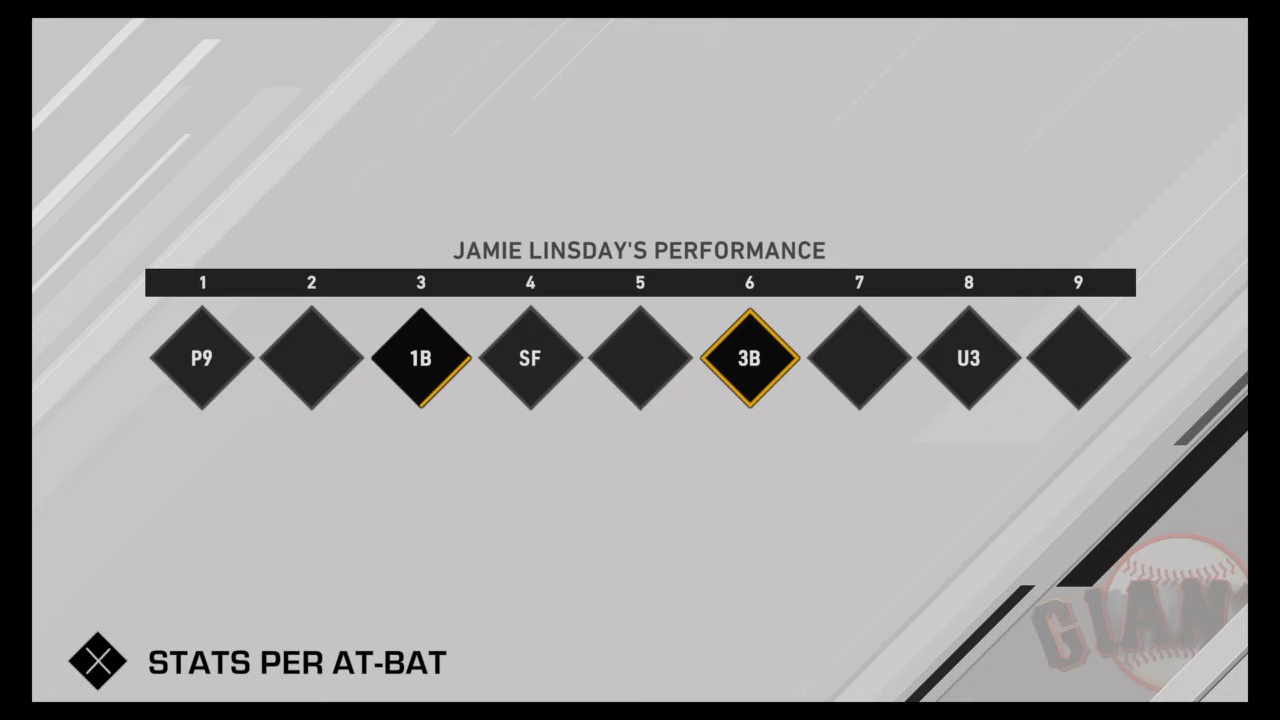 JAMIE LINSDAY'S PERFORMANCE
1 2 3 4 5 6 7 8 9
P9 1B SF 3B U3
STATS PER AT-BAT
GIAN